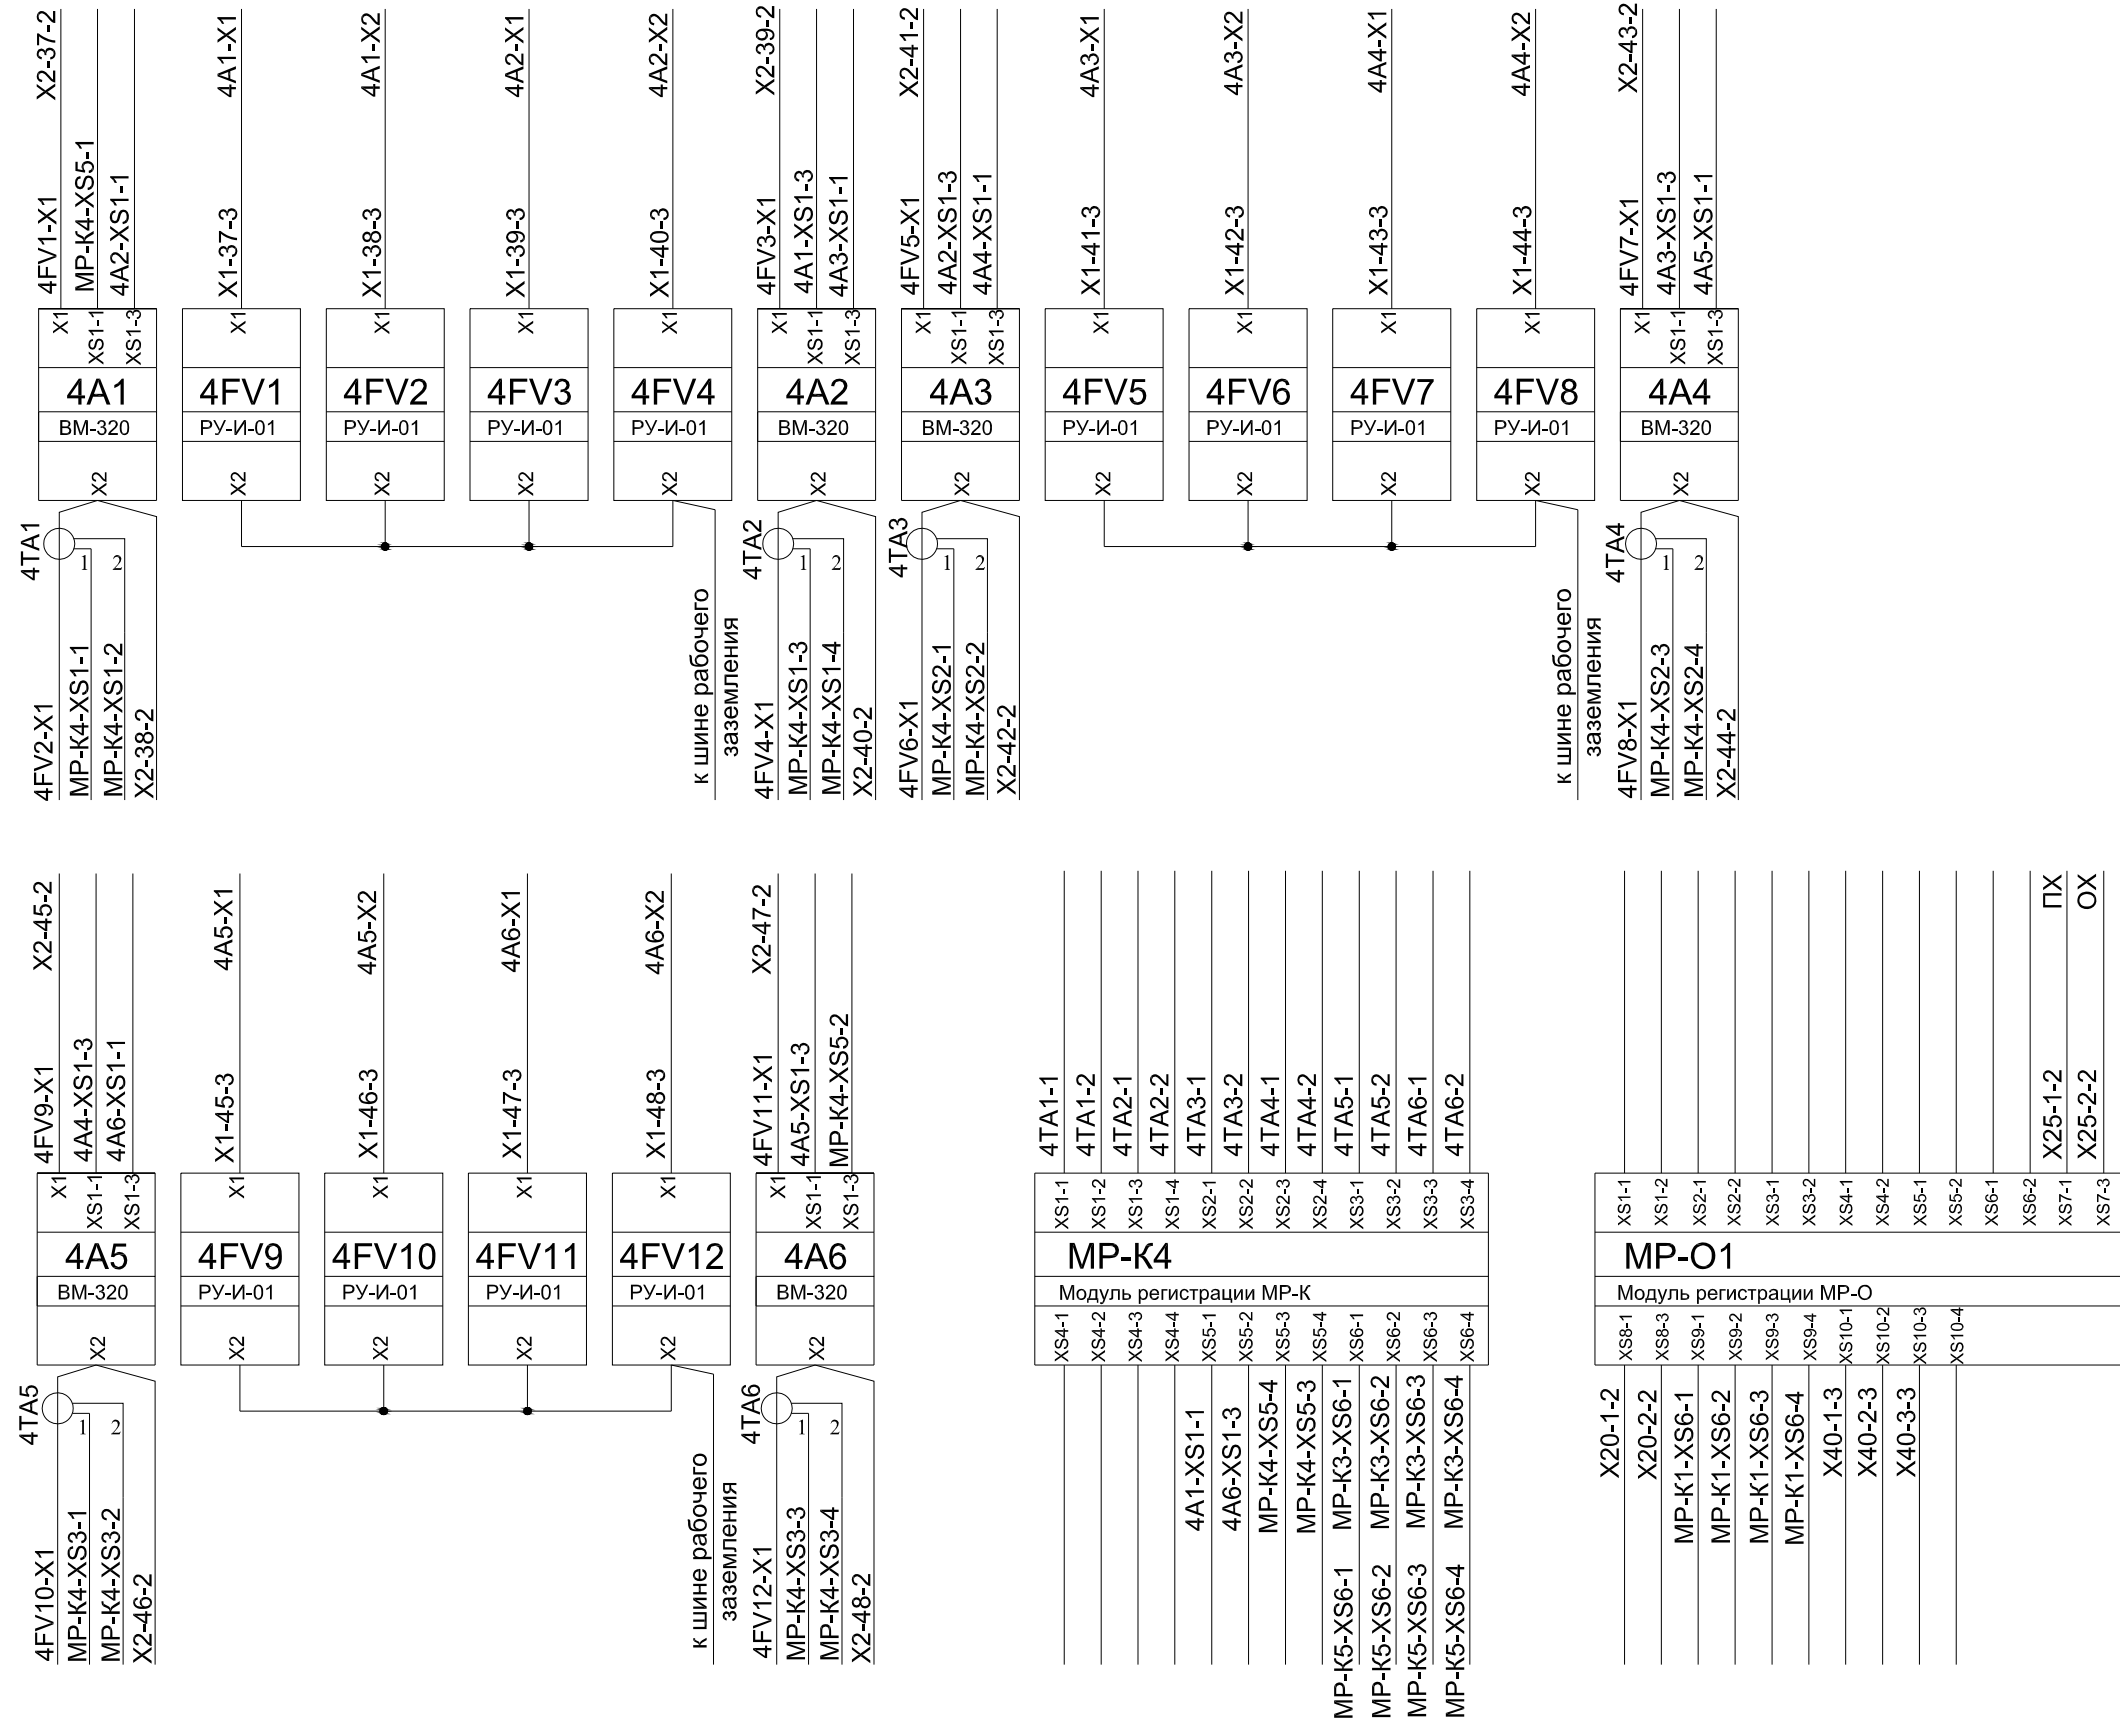 X2-37-2
4FV1-X1
МР-К4-XS5-1
4A2-XS1-1
4A1-X1
X1-37-3
4A1-X2
X1-38-3
4A2-X1
X1-39-3
4A2-X2
X1-40-3
X2-39-2
4FV3-X1
4A1-XS1-3
4A3-XS1-1
X2-41-2
4FV5-X1
4A2-XS1-3
4A4-XS1-1
4A3-X1
X1-41-3
4A3-X2
X1-42-3
4A4-X1
X1-43-3
4A4-X2
X1-44-3
X2-43-2
4FV7-X1
4A3-XS1-3
4A5-XS1-1
X1 XS1-1 XS1-3 X1 X1 X1 X1 X1 XS1-1 XS1-3 X1 XS1-1 XS1-3 X1 X1 X1 X1 X1 XS1-1 XS1-3
4A1 4FV1 4FV2 4FV3 4FV4 4A2 4A3 4FV5 4FV6 4FV7 4FV8 4A4
ВМ-320 РУ-И-01 РУ-И-01 РУ-И-01 РУ-И-01 ВМ-320 ВМ-320 РУ-И-01 РУ-И-01 РУ-И-01 РУ-И-01 ВМ-320
X2 X2 X2 X2 X2 X2 X2 X2 X2 X2 X2 X2
4TA1
1 2
4FV2-X1
МР-К4-XS1-1
МР-К4-XS1-2
X2-38-2
к шине рабочего
заземления
4TA2
1 2
4FV4-X1
МР-К4-XS1-3
МР-К4-XS1-4
X2-40-2
4TA3
1 2
4FV6-X1
МР-К4-XS2-1
МР-К4-XS2-2
X2-42-2
к шине рабочего
заземления
4TA4
1 2
4FV8-X1
МР-К4-XS2-3
МР-К4-XS2-4
X2-44-2
X2-45-2
4FV9-X1
4A4-XS1-3
4A6-XS1-1
4A5-X1
X1-45-3
4A5-X2
X1-46-3
4A6-X1
X1-47-3
4A6-X2
X1-48-3
X2-47-2
4FV11-X1
4A5-XS1-3
МР-К4-XS5-2
X1 XS1-1 XS1-3 X1 X1 X1 X1 X1 XS1-1 XS1-3
4A5 4FV9 4FV10 4FV11 4FV12 4A6
ВМ-320 РУ-И-01 РУ-И-01 РУ-И-01 РУ-И-01 ВМ-320
X2 X2 X2 X2 X2 X2
4TA5
1 2
4FV10-X1
МР-К4-XS3-1
МР-К4-XS3-2
X2-46-2
к шине рабочего
заземления
4TA6
1 2
4FV12-X1
МР-К4-XS3-3
МР-К4-XS3-4
X2-48-2
4TA1-1
4TA1-2
4TA2-1
4TA2-2
4TA3-1
4TA3-2
4TA4-1
4TA4-2
4TA5-1
4TA5-2
4TA6-1
4TA6-2
XS1-1 XS1-2 XS1-3 XS1-4 XS2-1 XS2-2 XS2-3 XS2-4 XS3-1 XS3-2 XS3-3 XS3-4
МР-К4
Модуль регистрации МР-К
XS4-1 XS4-2 XS4-3 XS4-4 XS5-1 XS5-2 XS5-3 XS5-4 XS6-1 XS6-2 XS6-3 XS6-4
4A1-XS1-1
4A6-XS1-3
МР-К4-XS5-4
МР-К4-XS5-3
МР-К3-XS6-1
МР-К5-XS6-1
МР-К3-XS6-2
МР-К5-XS6-2
МР-К3-XS6-3
МР-К5-XS6-3
МР-К3-XS6-4
МР-К5-XS6-4
ПХ
X25-1-2
ОХ
X25-2-2
XS1-1 XS1-2 XS2-1 XS2-2 XS3-1 XS3-2 XS4-1 XS4-2 XS5-1 XS5-2 XS6-1 XS6-2 XS7-1 XS7-3
МР-О1
Модуль регистрации МР-О
XS8-1 XS8-3 XS9-1 XS9-2 XS9-3 XS9-4 XS10-1 XS10-2 XS10-3 XS10-4
X20-1-2
X20-2-2
МР-К1-XS6-1
МР-К1-XS6-2
МР-К1-XS6-3
МР-К1-XS6-4
X40-1-3
X40-2-3
X40-3-3